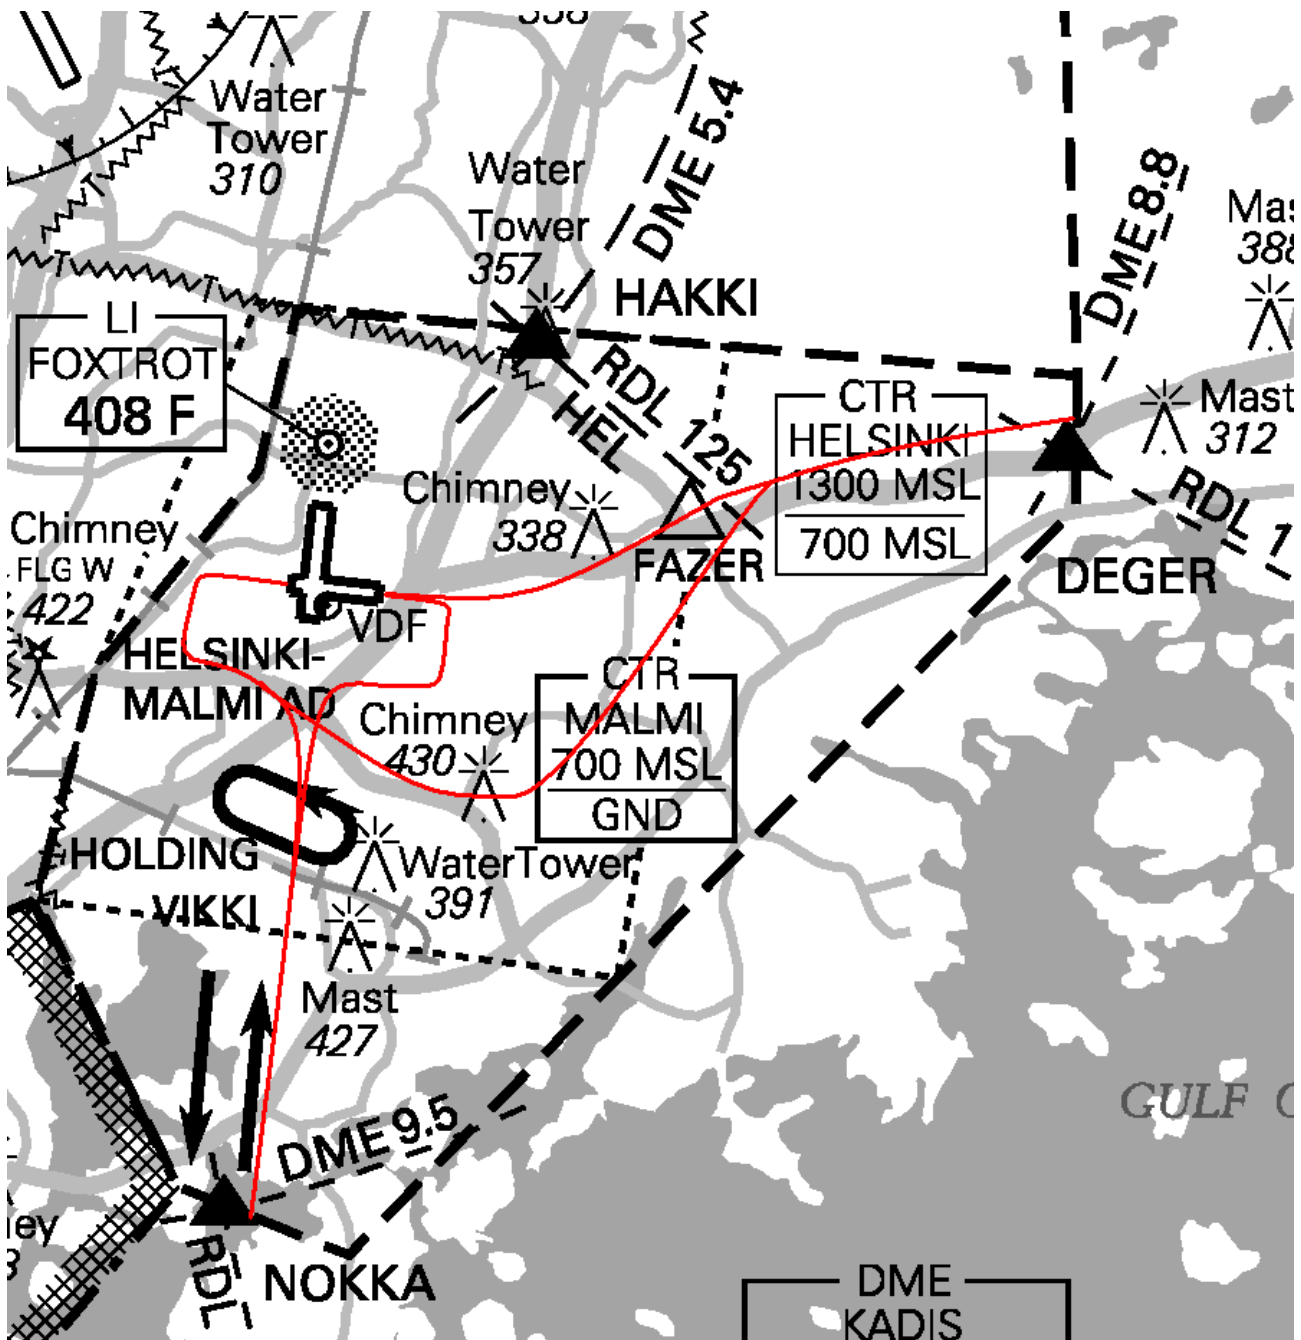 Water
Tower
310
Water
Tower
357
DME 5.4
HAKKI
DME 8.8
388
Mast
312
LI
FOXTROT
408 F
RDL 125
HEL
CTR
HELSINKI
1300 MSL
700 MSL
Chimney
338
FAZER
RDL 1
DEGER
Chimney
FLG W
422
VDF
HELSINKI-
MALMI AD
Chimney
430
CTR
MALMI
700 MSL
GND
HOLDING
VIKKI
WaterTower
391
Mast
427
GULF
DME 9.5
RDL
NOKKA
DME
KADIS